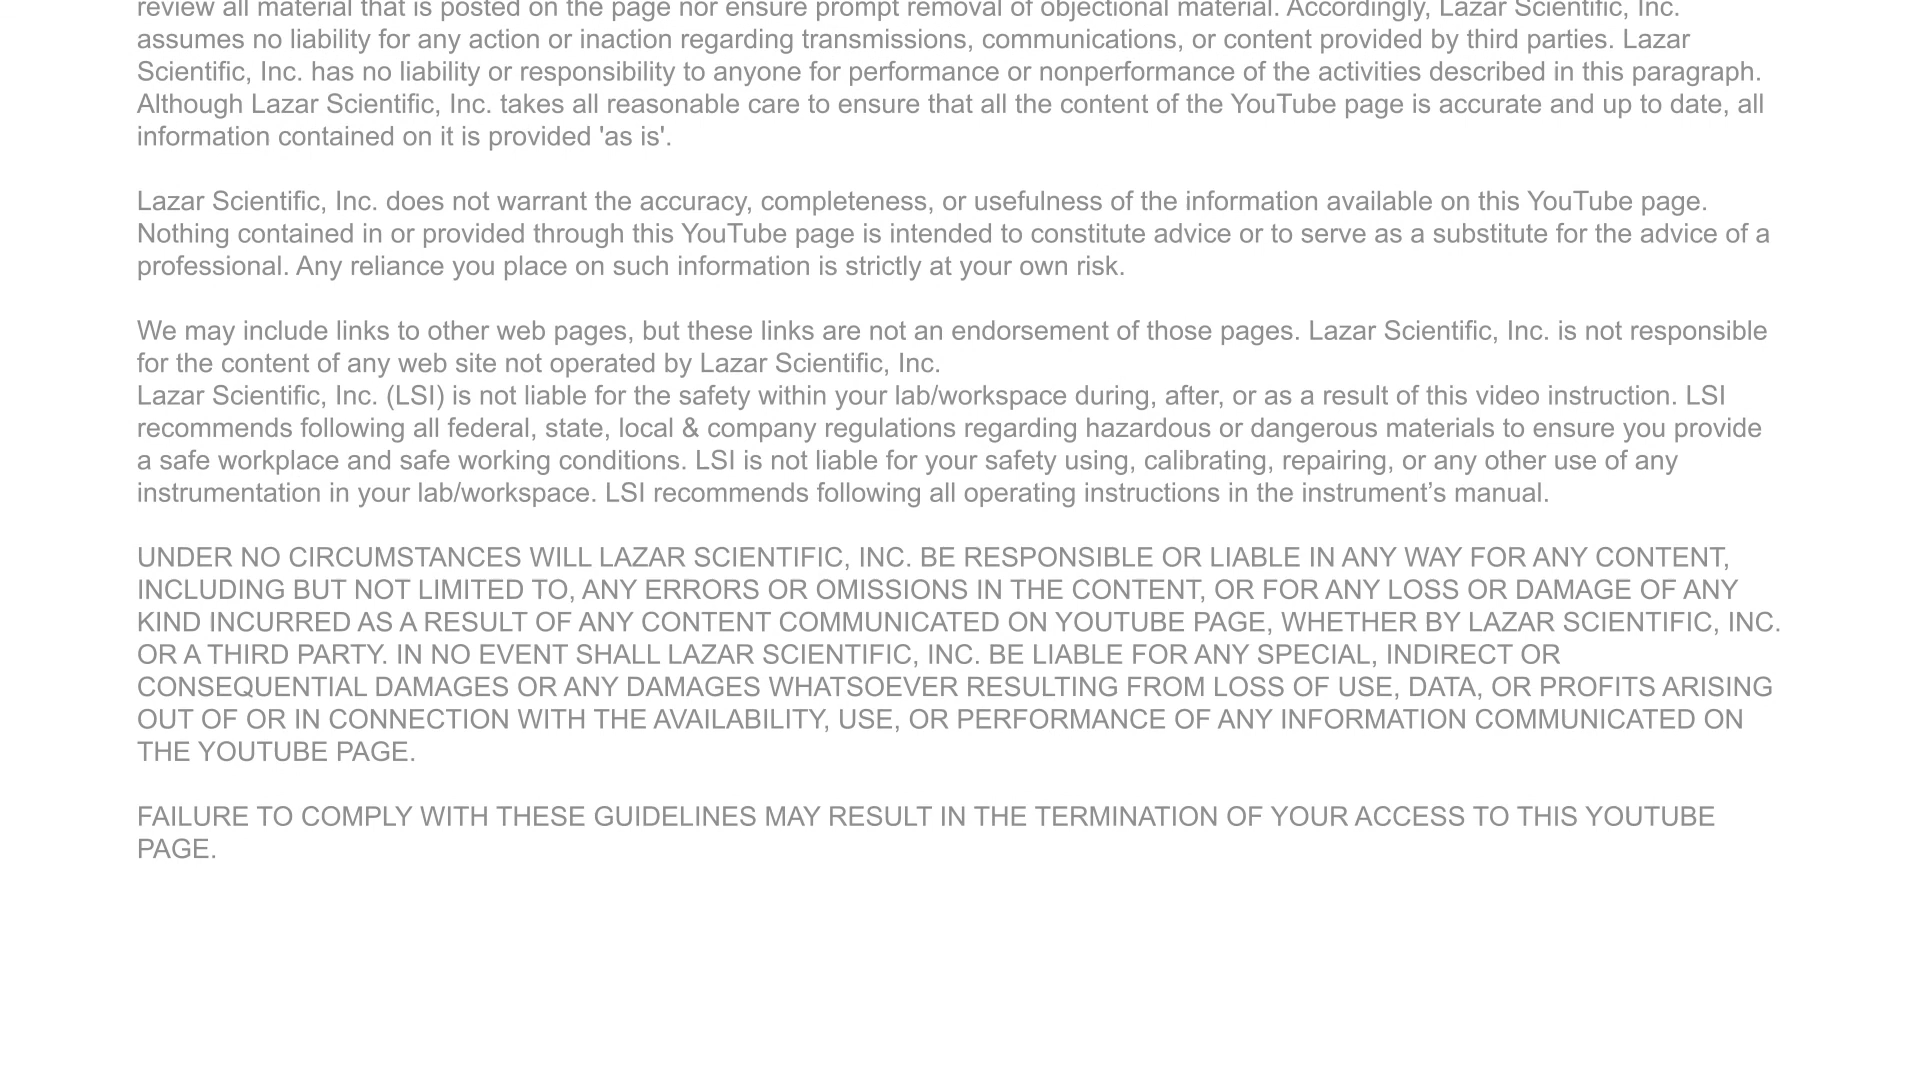 review all material that is posted on the page nor ensure prompt removal of objectional material. Accordingly, Lazar Scientific, Inc.
assumes no liability for any action or inaction regarding transmissions, communications, or content provided by third parties. Lazar
Scientific, Inc. has no liability or responsibility to anyone for performance or nonperformance of the activities described in this paragraph.
Although Lazar Scientific, Inc. takes all reasonable care to ensure that all the content of the YouTube page is accurate and up to date, all
information contained on it is provided 'as is'.
Lazar Scientific, Inc. does not warrant the accuracy, completeness, or usefulness of the information available on this YouTube page.
Nothing contained in or provided through this YouTube page is intended to constitute advice or to serve as a substitute for the advice of a
professional. Any reliance you place on such information is strictly at your own risk.
We may include links to other web pages, but these links are not an endorsement of those pages. Lazar Scientific, Inc. is not responsible
for the content of any web site not operated by Lazar Scientific, Inc.
Lazar Scientific, Inc. (LSI) is not liable for the safety within your lab/workspace during, after, or as a result of this video instruction. LSI
recommends following all federal, state, local & company regulations regarding hazardous or dangerous materials to ensure you provide
a safe workplace and safe working conditions. LSI is not liable for your safety using, calibrating, repairing, or any other use of any
instrumentation in your lab/workspace. LSI recommends following all operating instructions in the instrument’s manual.
UNDER NO CIRCUMSTANCES WILL LAZAR SCIENTIFIC, INC. BE RESPONSIBLE OR LIABLE IN ANY WAY FOR ANY CONTENT,
INCLUDING BUT NOT LIMITED TO, ANY ERRORS OR OMISSIONS IN THE CONTENT, OR FOR ANY LOSS OR DAMAGE OF ANY
KIND INCURRED AS A RESULT OF ANY CONTENT COMMUNICATED ON YOUTUBE PAGE, WHETHER BY LAZAR SCIENTIFIC, INC.
OR A THIRD PARTY. IN NO EVENT SHALL LAZAR SCIENTIFIC, INC. BE LIABLE FOR ANY SPECIAL, INDIRECT OR
CONSEQUENTIAL DAMAGES OR ANY DAMAGES WHATSOEVER RESULTING FROM LOSS OF USE, DATA, OR PROFITS ARISING
OUT OF OR IN CONNECTION WITH THE AVAILABILITY, USE, OR PERFORMANCE OF ANY INFORMATION COMMUNICATED ON
THE YOUTUBE PAGE.
FAILURE TO COMPLY WITH THESE GUIDELINES MAY RESULT IN THE TERMINATION OF YOUR ACCESS TO THIS YOUTUBE
PAGE.